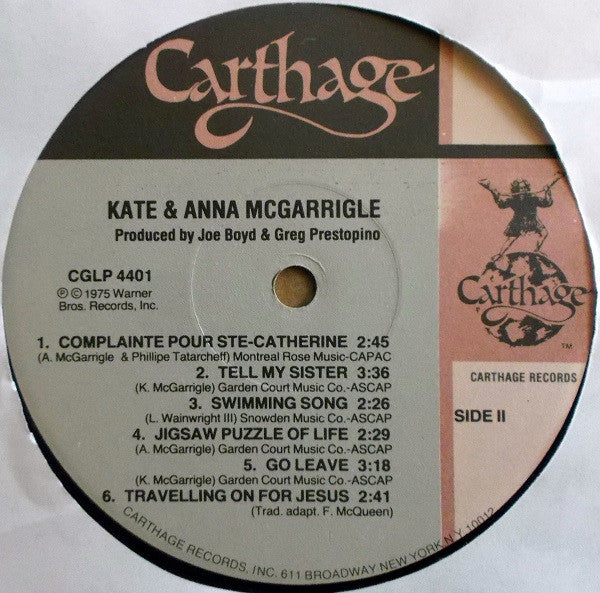 Carthage
KATE & ANNA MCGARRIGLE
Produced by Joe Boyd & Greg Prestopino
CGLP 4401
℗ © 1975 Warner
Bros. Records, Inc.
Carthage
TM
CARTHAGE RECORDS
SIDE II
1. COMPLAINTE POUR STE-CATHERINE 2:45
(A. McGarrigle & Phillipe Tatarcheff) Montreal Rose Music-CAPAC
2. TELL MY SISTER 3:36
(K. McGarrigle) Garden Court Music Co.-ASCAP
3. SWIMMING SONG 2:26
(L. Wainwright III) Snowden Music Co.-ASCAP
4. JIGSAW PUZZLE OF LIFE 2:29
(A. McGarrigle) Garden Court Music Co.-ASCAP
5. GO LEAVE 3:18
(K. McGarrigle) Garden Court Music Co.-ASCAP
6. TRAVELLING ON FOR JESUS 2:41
(Trad. adapt. F. McQueen)
CARTHAGE RECORDS, INC. 611 BROADWAY NEW YORK, N.Y. 10012